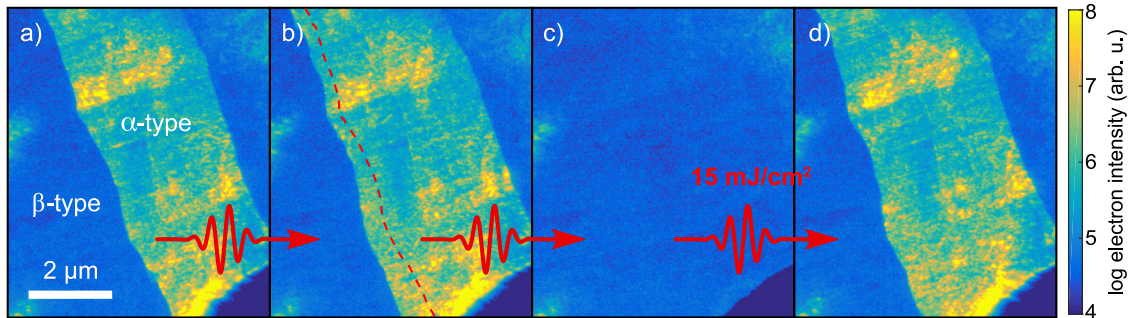 a)
b)
c)
d)
α-type
β-type
2 µm
15 mJ/cm²
8
7
6
5
4
log electron intensity (arb. u.)